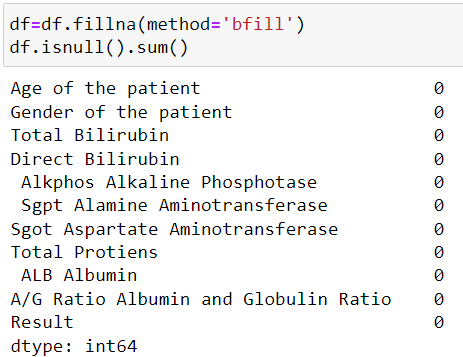 df=df.fillna(method='bfill')
df.isnull().sum()
Age of the patient 0
Gender of the patient 0
Total Bilirubin 0
Direct Bilirubin 0
Alkphos Alkaline Phosphotase 0
Sgpt Alamine Aminotransferase 0
Sgot Aspartate Aminotransferase 0
Total Protiens 0
ALB Albumin 0
A/G Ratio Albumin and Globulin Ratio 0
Result 0
dtype: int64